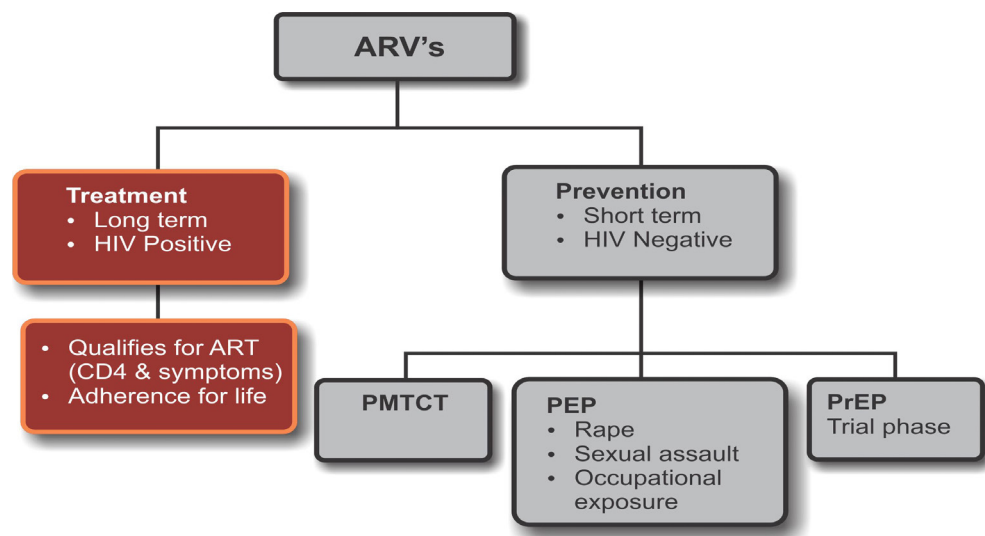 ARV's
Treatment
• Long term
• HIV Positive
Prevention
• Short term
• HIV Negative
• Qualifies for ART
(CD4 & symptoms)
• Adherence for life
PMTCT
PEP
• Rape
• Sexual assault
• Occupational
exposure
PrEP
Trial phase